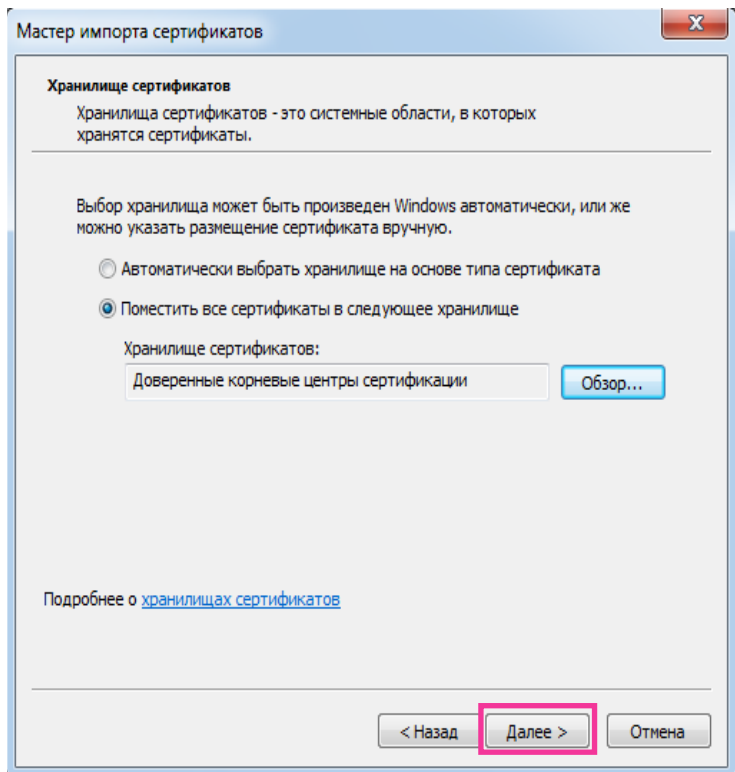 Мастер импорта сертификатов
X
Хранилище сертификатов
Хранилища сертификатов - это системные области, в которых
хранятся сертификаты.
Выбор хранилища может быть произведен Windows автоматически, или же
можно указать размещение сертификата вручную.
Автоматически выбрать хранилище на основе типа сертификата
Поместить все сертификаты в следующее хранилище
Хранилище сертификатов:
Доверенные корневые центры сертификации
Обзор...
Подробнее о хранилищах сертификатов
< Назад
Далее >
Отмена